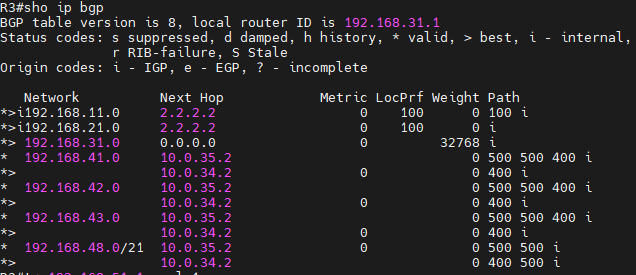 R3#sho ip bgp
BGP table version is 8, local router ID is 192.168.31.1
Status codes: s suppressed, d damped, h history, * valid, > best, i - internal,
              r RIB-failure, S Stale
Origin codes: i - IGP, e - EGP, ? - incomplete

   Network          Next Hop            Metric LocPrf Weight Path
*>i192.168.11.0     2.2.2.2                  0    100      0 100 i
*>i192.168.21.0     2.2.2.2                  0    100      0 i
*> 192.168.31.0     0.0.0.0                  0         32768 i
*  192.168.41.0     10.0.35.2                              0 500 500 400 i
*>                  10.0.34.2                0             0 400 i
*  192.168.42.0     10.0.35.2                              0 500 500 400 i
*>                  10.0.34.2                0             0 400 i
*  192.168.43.0     10.0.35.2                              0 500 500 400 i
*>                  10.0.34.2                0             0 400 i
*  192.168.48.0/21  10.0.35.2                0             0 500 500 i
*>                  10.0.34.2                              0 400 500 i